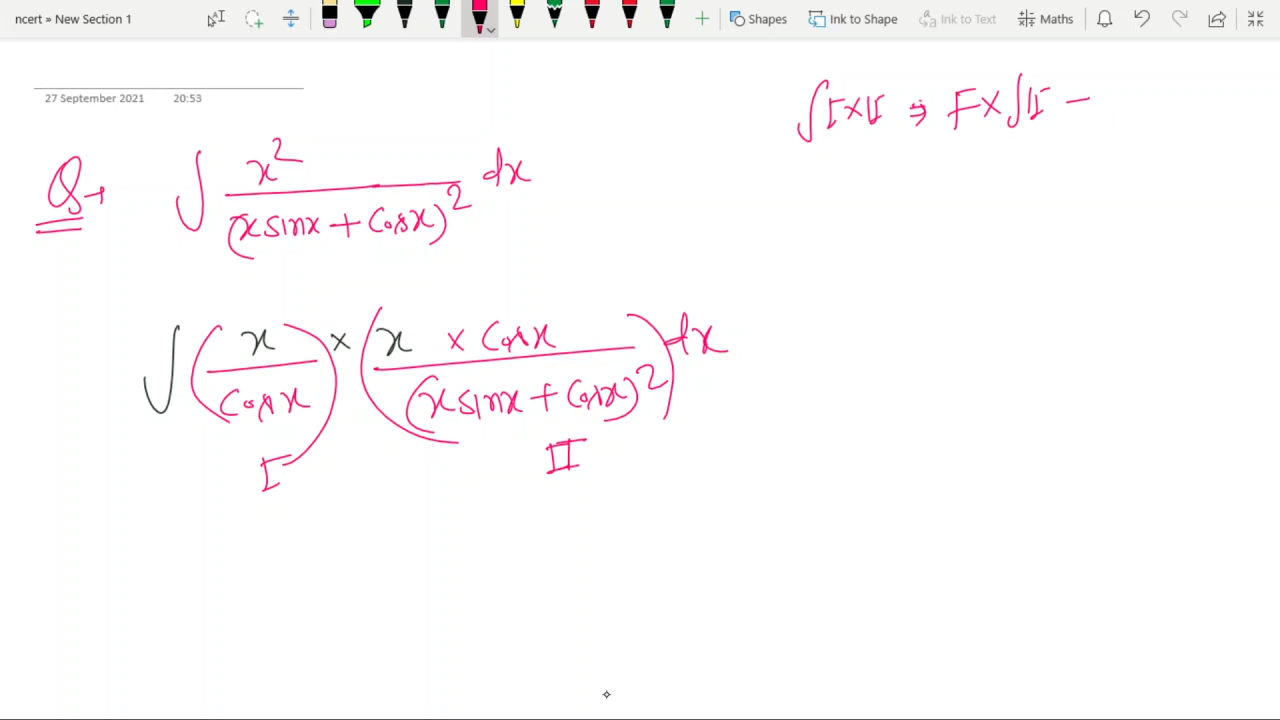 ncert » New Section 1
Shapes
Ink to Shape
Ink to Text
Maths
27 September 2021 20:53
∫I×II ⇒ F×∫II −
Q→ ∫ x²/(x sinx + Cosx)² dx
∫ (x/Cosx) × (x × Cosx/(x sinx + Cosx)²) dx
I II